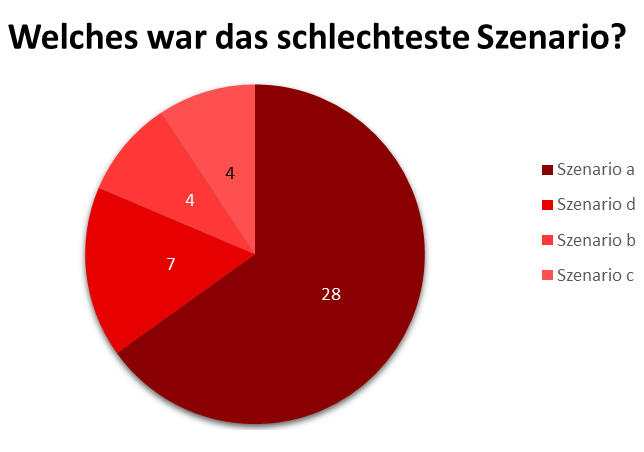 Welches war das schlechteste Szenario?
4
4
7
28
Szenario a
Szenario d
Szenario b
Szenario c